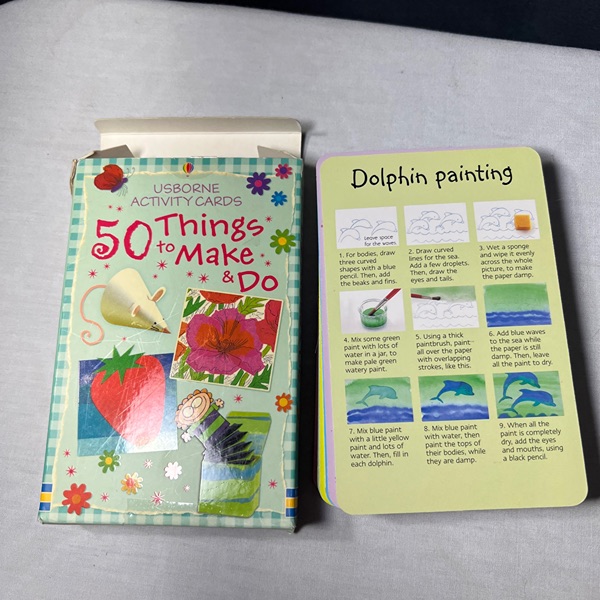 USBORNE
ACTIVITY CARDS
50 Things
to Make
& Do
Dolphin painting
Leave space
for the waves
1. For bodies, draw
three curved
shapes with a blue
pencil. Then, add
the beaks and fins.
2. Draw curved
lines for the sea.
Add a few droplets.
Then, draw the
eyes and tails.
3. Wet a sponge
and wipe it evenly
across the whole
picture, to make
the paper damp.
4. Mix some green
paint with lots of
water in a jar, to
make pale green
watery paint.
5. Using a thick
paintbrush, paint
all over the paper
with overlapping
strokes, like this.
6. Add blue waves
to the sea while
the paper is still
damp. Then, leave
all the paint to dry.
7. Mix blue paint
with a little yellow
paint and lots of
water. Then, fill in
each dolphin.
8. Mix blue paint
with water, then
paint the tops of
their bodies, while
they are damp.
9. When all the
paint is completely
dry, add the eyes
and mouths, using
a black pencil.